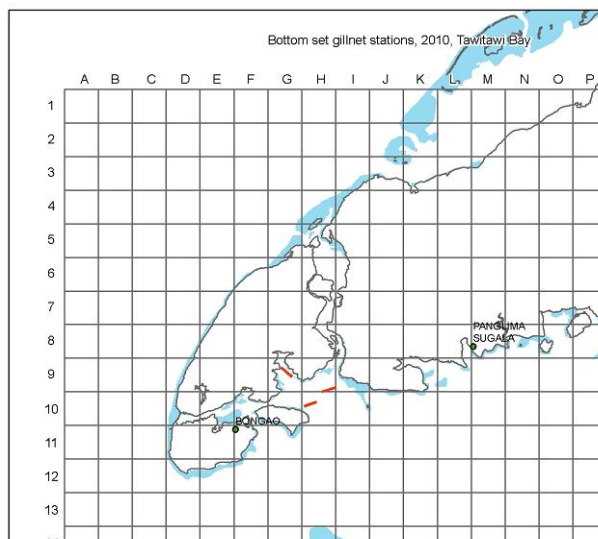 Bottom set gillnet stations, 2010, Tawitawi Bay
A B C D E F G H I J K L M N O P
1
2
3
4
5
6
7
PANGLIMA
8
SUGALA
9
10
BONGAO
11
12
13